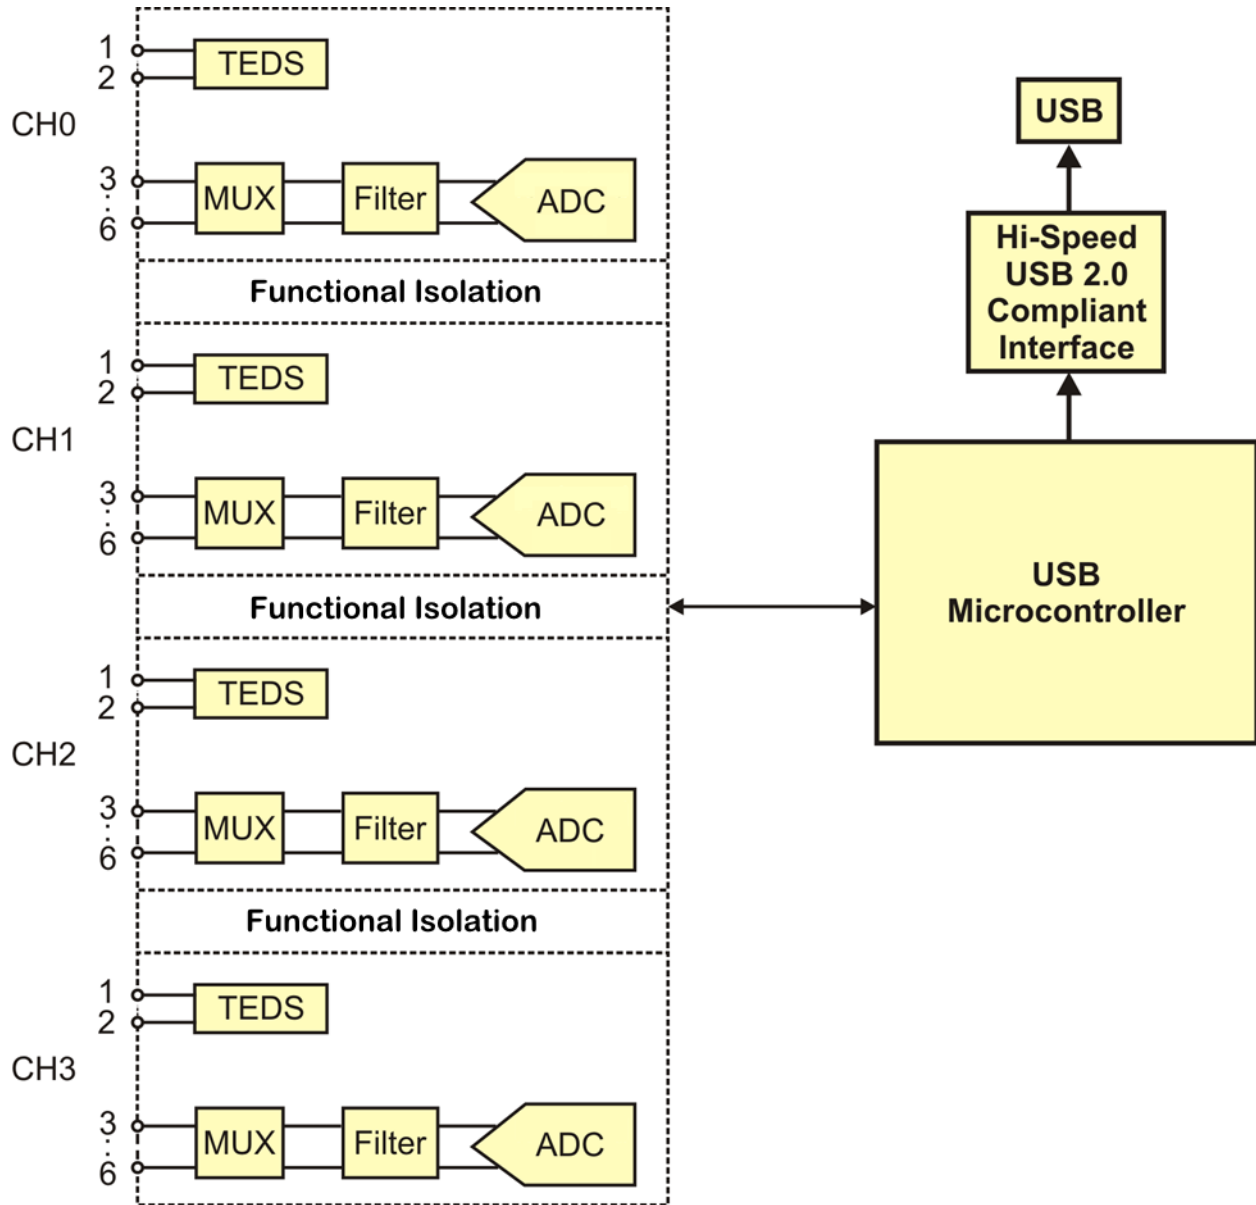 1
TEDS
2
CH0
3
MUX
Filter
ADC
6
Functional Isolation
1
TEDS
2
CH1
3
MUX
Filter
ADC
6
Functional Isolation
1
TEDS
2
CH2
3
MUX
Filter
ADC
6
Functional Isolation
1
TEDS
2
CH3
3
MUX
Filter
ADC
6
USB
Hi-Speed
USB 2.0
Compliant
Interface
USB
Microcontroller